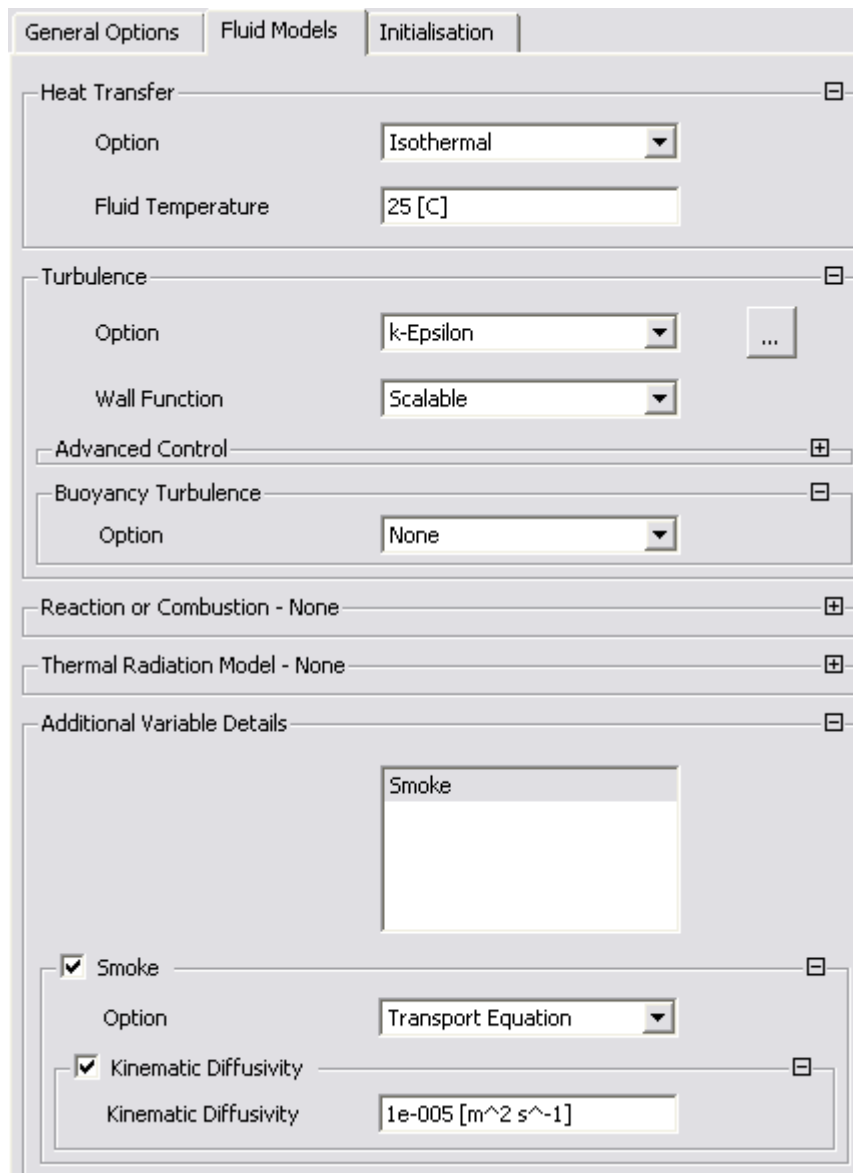 General Options Fluid Models Initialisation
Heat Transfer
Option Isothermal
Fluid Temperature 25 [C]
Turbulence
Option k-Epsilon ...
Wall Function Scalable
Advanced Control
Buoyancy Turbulence
Option None
Reaction or Combustion - None
Thermal Radiation Model - None
Additional Variable Details
Smoke
Smoke
Option Transport Equation
Kinematic Diffusivity
Kinematic Diffusivity 1e-005 [m^2 s^-1]